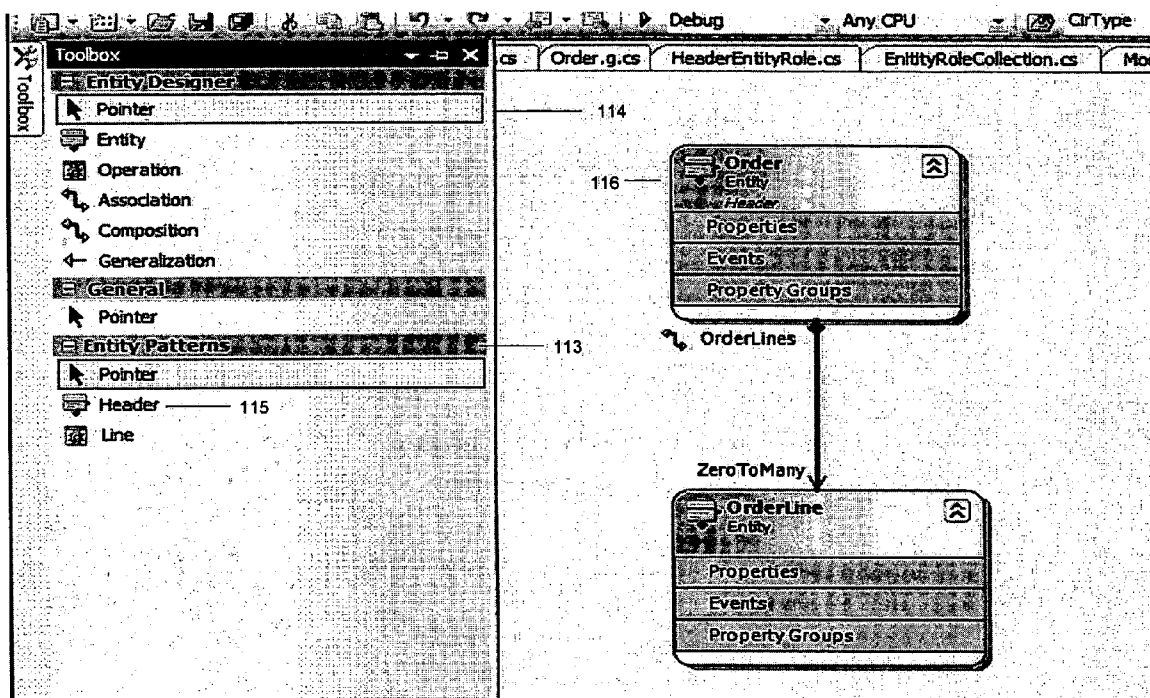 Debug Any CPU ClrType
Toolbox
Toolbox
cs Order.g.cs HeaderEntityRole.cs EnitityRoleCollection.cs Mo
Entity Designer
Pointer
114
Entity
Operation
Association
Composition
Generalization
General
Pointer
Entity Patterns
113
Pointer
Header
115
Line
116
Order
Entity
Header
Properties
Events
Property Groups
OrderLines
ZeroToMany
OrderLine
Entity
Properties
Events
Property Groups